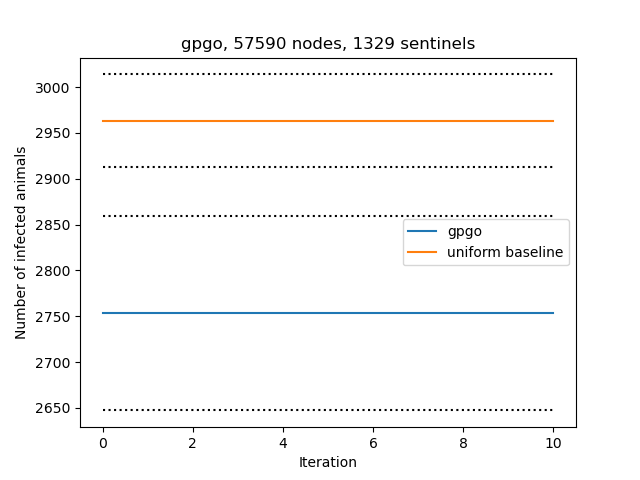 gpgo, 57590 nodes, 1329 sentinels
3000
2950
2900
2850
2800
2750
2700
2650
Number of infected animals
gpgo
uniform baseline
0 2 4 6 8 10
Iteration